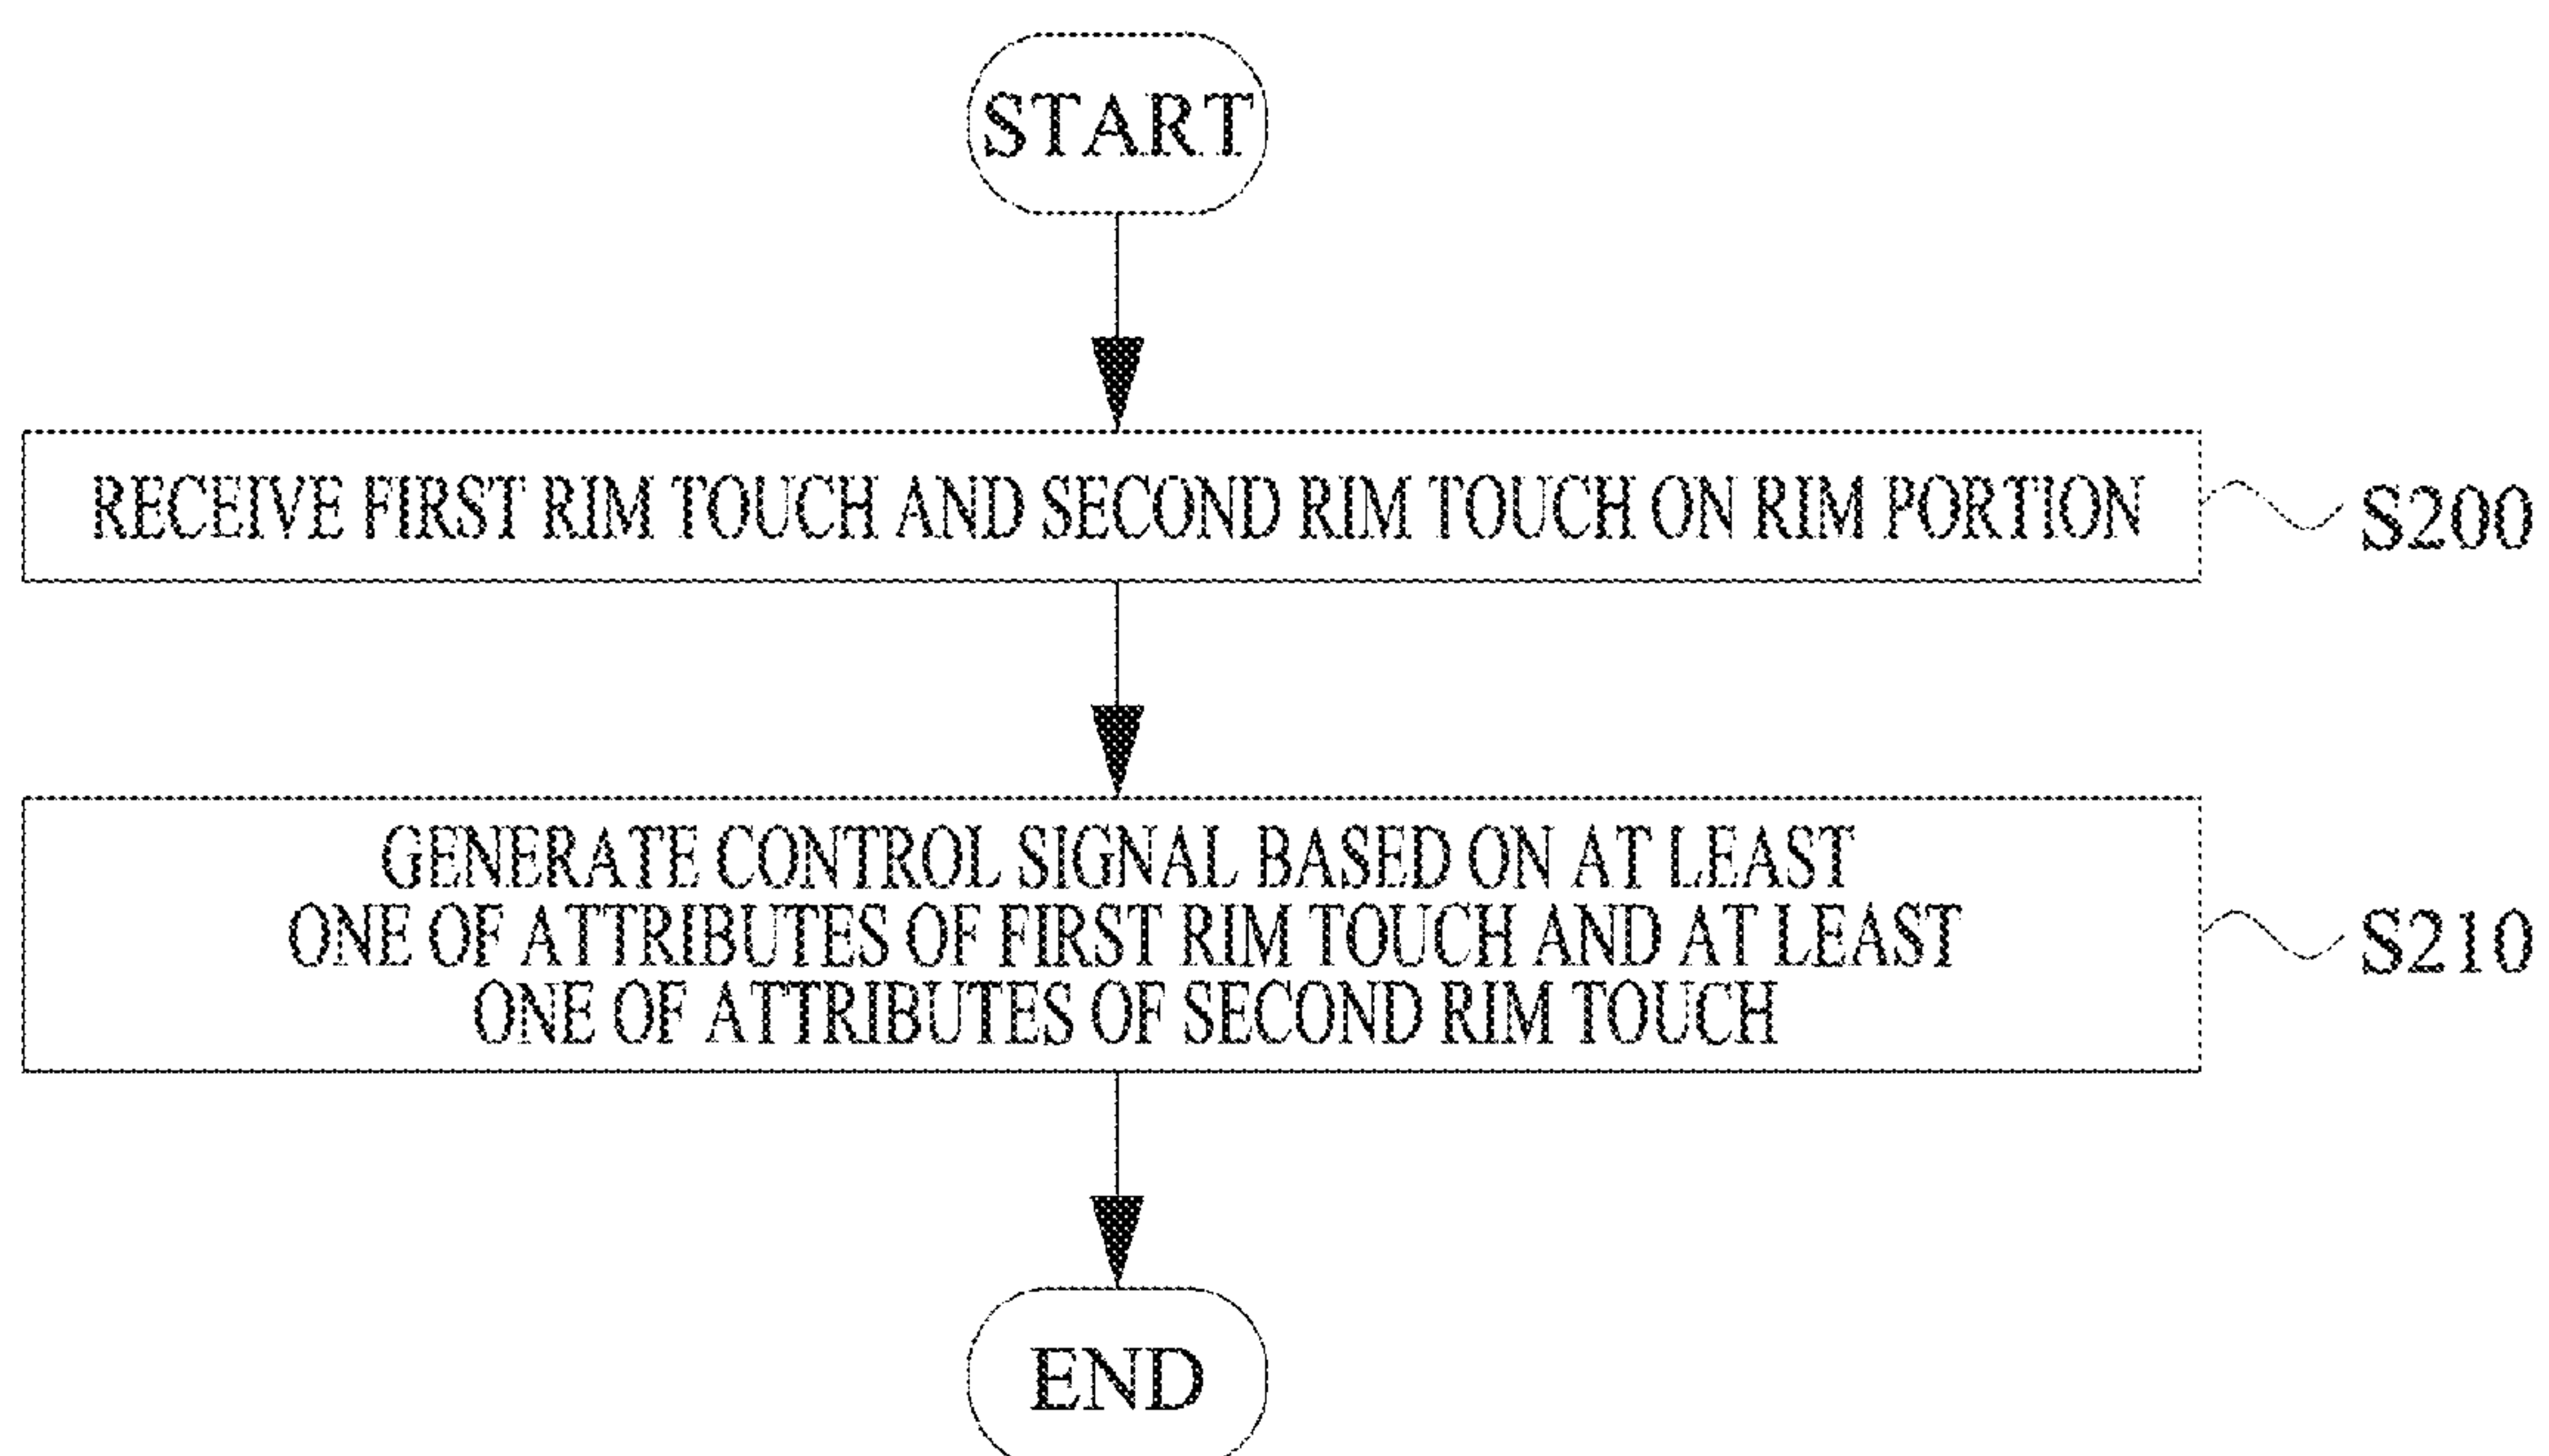 START
RECEIVE FIRST RIM TOUCH AND SECOND RIM TOUCH ON RIM PORTION
S200
GENERATE CONTROL SIGNAL BASED ON AT LEAST
ONE OF ATTRIBUTES OF FIRST RIM TOUCH AND AT LEAST
ONE OF ATTRIBUTES OF SECOND RIM TOUCH
S210
END